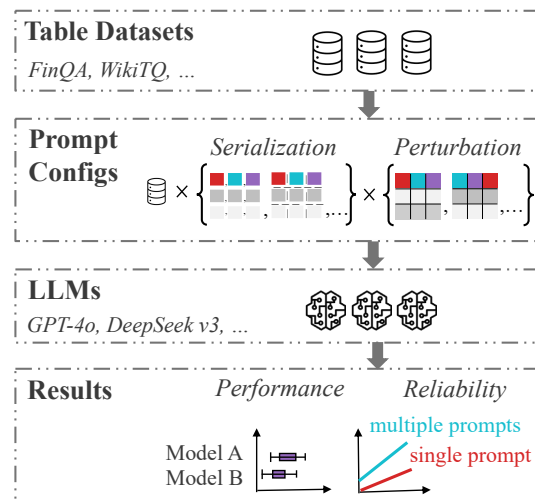 Table Datasets
FinQA, WikiTQ, ...
Prompt
Configs
Serialization
Perturbation
× { , ,... } × { , ,... }
LLMs
GPT-4o, DeepSeek v3, ...
Results
Performance
Reliability
Model A
Model B
multiple prompts
single prompt